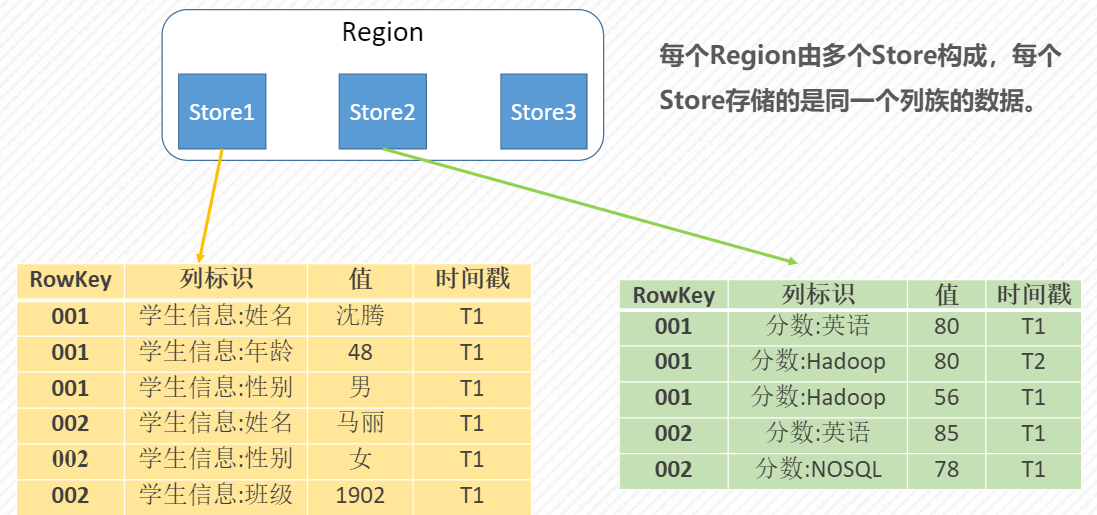 Region
Store1 Store2 Store3
每个Region由多个Store构成，每个
Store存储的是同一个列族的数据。
RowKey 列标识 值 时间戳
001 学生信息:姓名 沈腾 T1
001 学生信息:年龄 48 T1
001 学生信息:性别 男 T1
002 学生信息:姓名 马丽 T1
002 学生信息:性别 女 T1
002 学生信息:班级 1902 T1
RowKey 列标识 值 时间戳
001 分数:英语 80 T1
001 分数:Hadoop 80 T2
001 分数:Hadoop 56 T1
002 分数:英语 85 T1
002 分数:NOSQL 78 T1